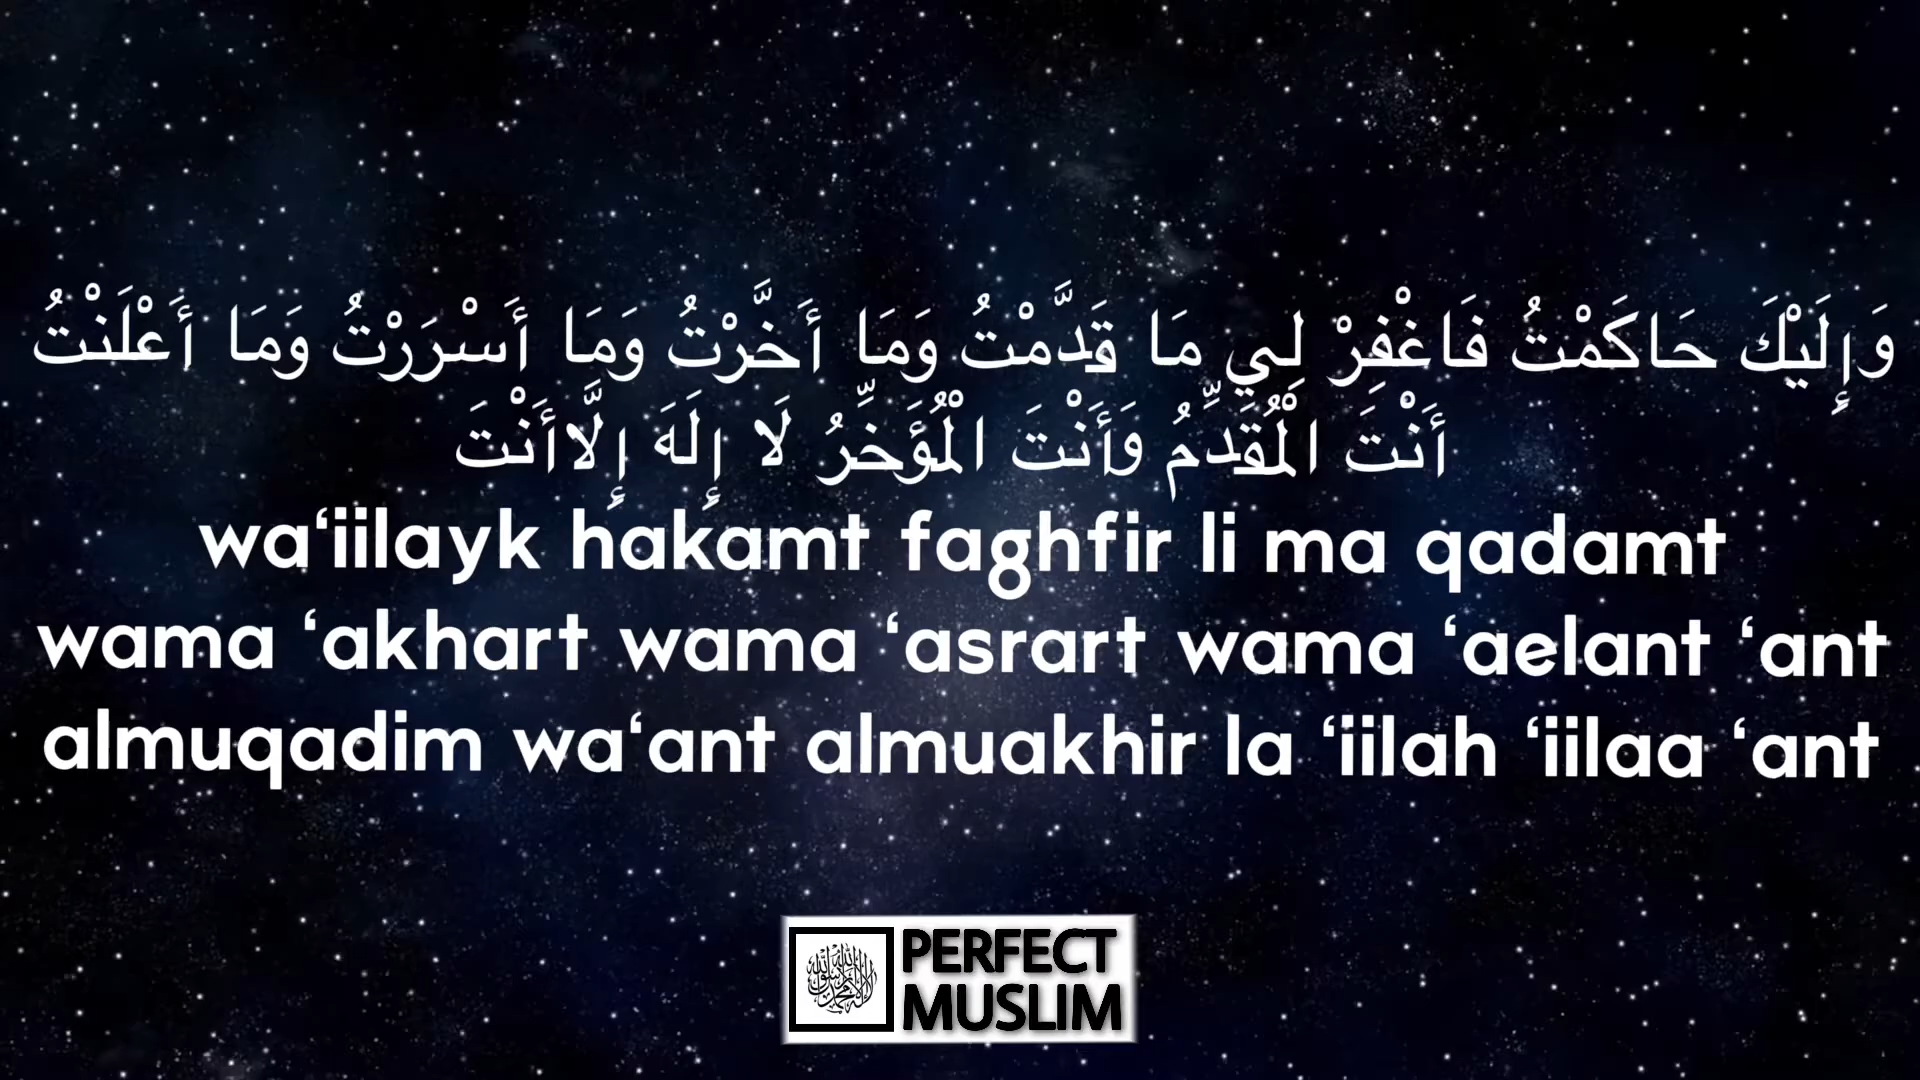 وَإِلَيْكَ حَاكَمْتُ فَاغْفِرْ لِي مَا قَدَّمْتُ وَمَا أَخَّرْتُ وَمَا أَسْرَرْتُ وَمَا أَعْلَنْتُ
أَنْتَ الْمُقَدِّمُ وَأَنْتَ الْمُؤَخِّرُ لَا إِلَهَ إِلَّاأَنْتَ
wa‘iilayk hakamt faghfir li ma qadamt
wama ‘akhart wama ‘asrart wama ‘aelant ‘ant
almuqadim wa‘ant almuakhir la ‘iilah ‘iilaa ‘ant
PERFECT
MUSLIM